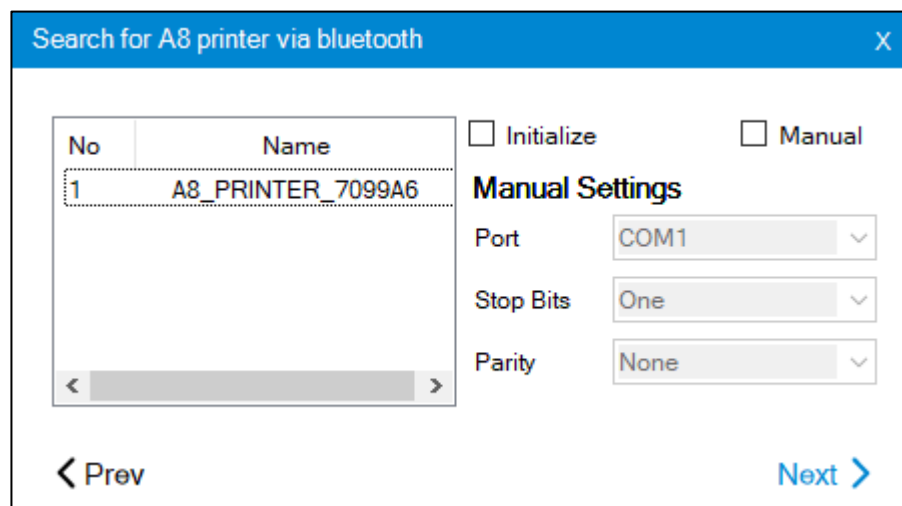 Search for A8 printer via bluetooth X
No Name
1 A8_PRINTER_7099A6
Initialize Manual
Manual Settings
Port COM1
Stop Bits One
Parity None
Prev Next